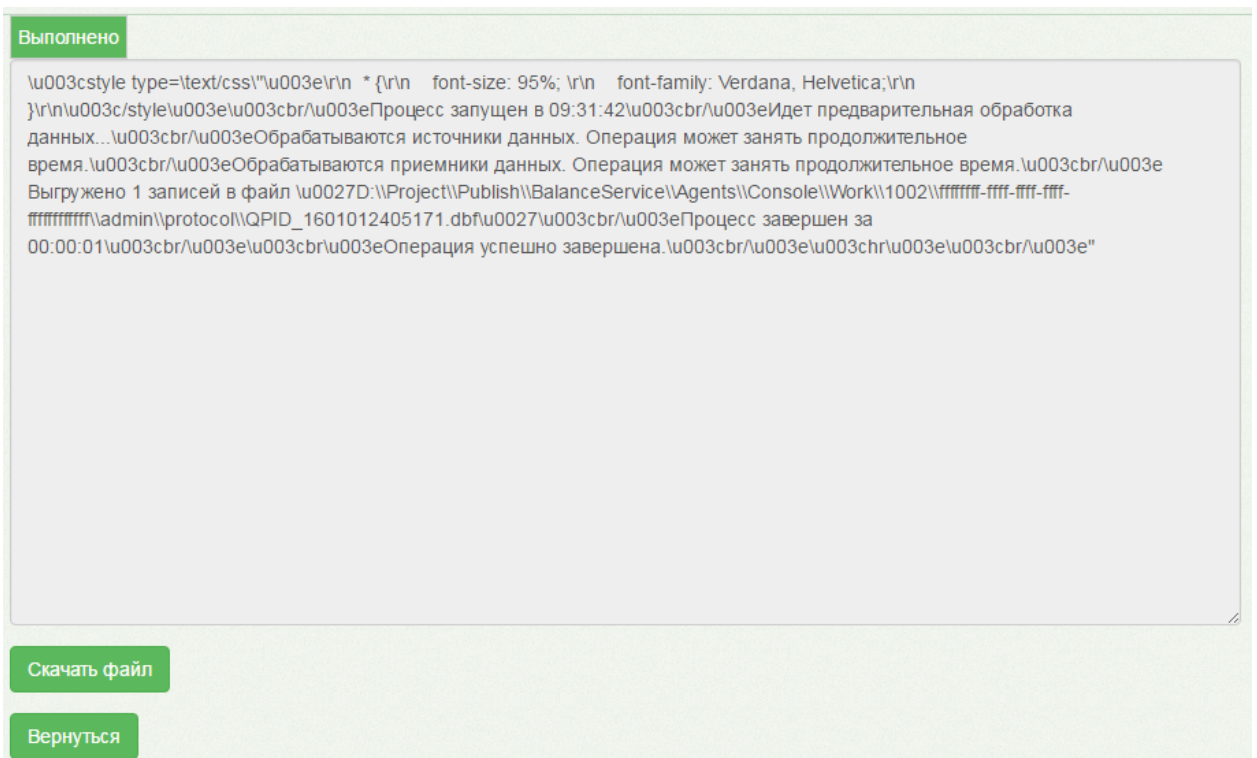 Выполнено
\u003cstyle type=\text/css\"\u003e\r\n  * {\r\n    font-size: 95%; \r\n    font-family: Verdana, Helvetica;\r\n
}\r\n\u003c/style\u003e\u003cbr/\u003eПроцесс запущен в 09:31:42\u003cbr/\u003eИдет предварительная обработка
данных...\u003cbr/\u003eОбрабатываются источники данных. Операция может занять продолжительное
время.\u003cbr/\u003eОбрабатываются приемники данных. Операция может занять продолжительное время.\u003cbr/\u003e
Выгружено 1 записей в файл \u0027D:\\Project\\Publish\\BalanceService\\Agents\\Console\\Work\\1002\\ffffffff-ffff-ffff-ffff-
ffffffffffff\\admin\\protocol\\QPID_1601012405171.dbf\u0027\u003cbr/\u003eПроцесс завершен за
00:00:01\u003cbr/\u003e\u003cbr\u003eОперация успешно завершена.\u003cbr/\u003e\u003chr\u003e\u003cbr/\u003e"
Скачать файл
Вернуться